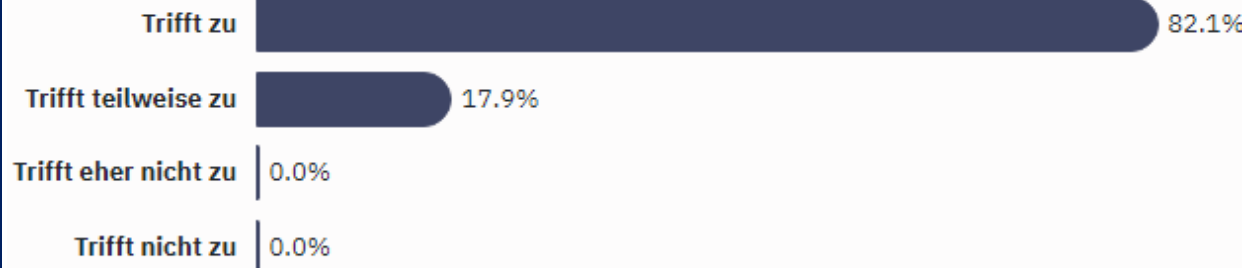 Trifft zu 82.1%
Trifft teilweise zu 17.9%
Trifft eher nicht zu 0.0%
Trifft nicht zu 0.0%